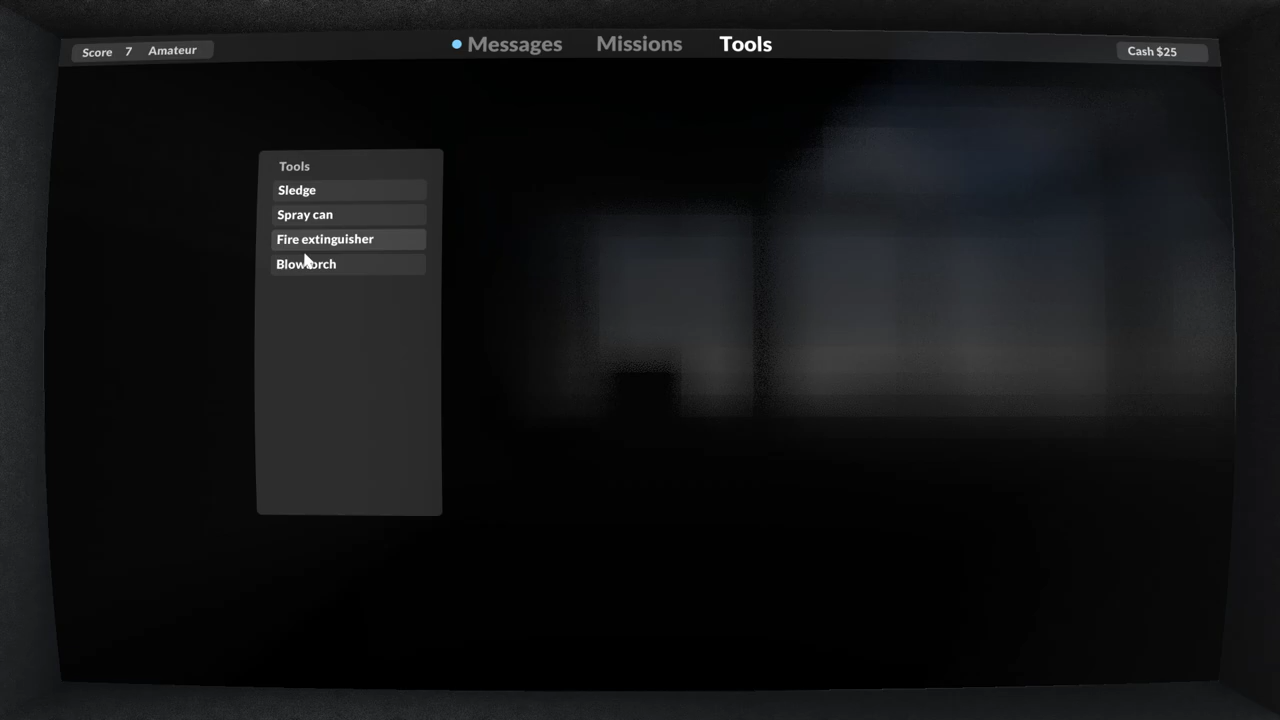 Score 7 Amateur
Messages Missions Tools
Cash $25
Tools
Sledge
Spray can
Fire extinguisher
Blowtorch